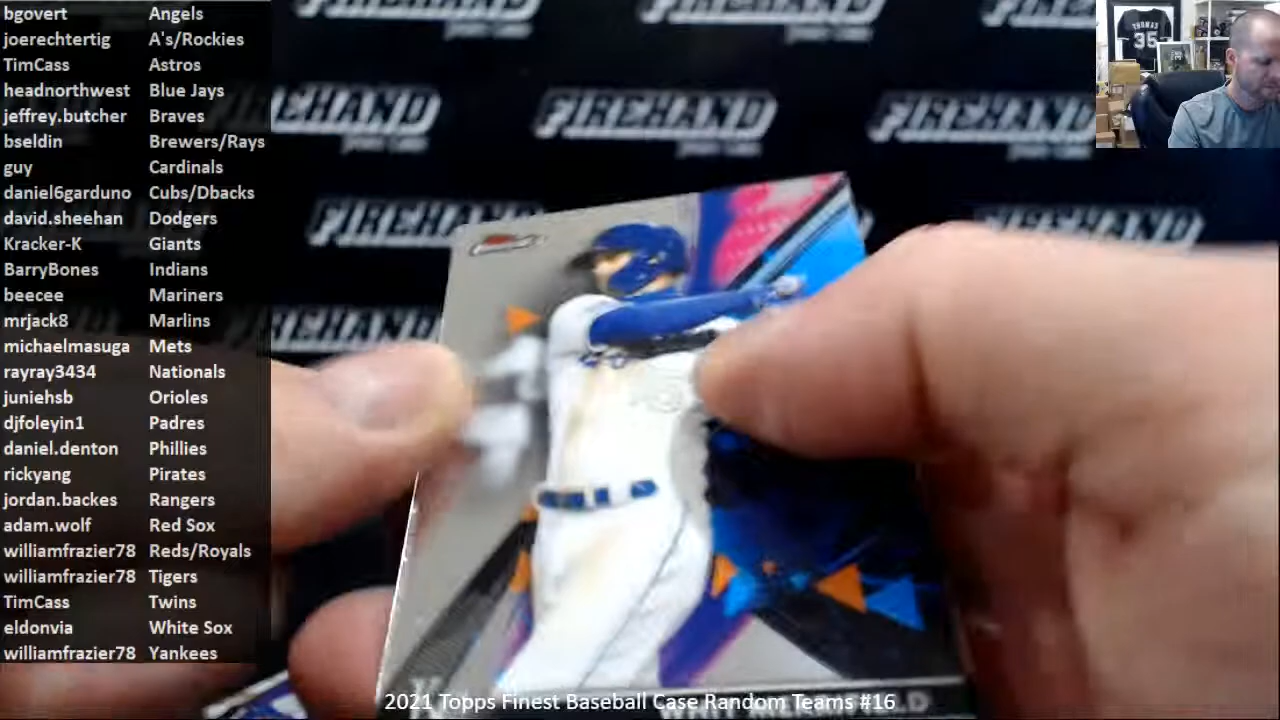 bgovert Angels
joerechtertig A's/Rockies
TimCass Astros
headnorthwest Blue Jays
jeffrey.butcher Braves
bseldin Brewers/Rays
guy Cardinals
daniel6garduno Cubs/Dbacks
david.sheehan Dodgers
Kracker-K Giants
BarryBones Indians
beecee Mariners
mrjack8 Marlins
michaelmasuga Mets
rayray3434 Nationals
juniehsb Orioles
djfoleyin1 Padres
daniel.denton Phillies
rickyang Pirates
jordan.backes Rangers
adam.wolf Red Sox
williamfrazier78 Reds/Royals
williamfrazier78 Tigers
TimCass Twins
eldonvia White Sox
williamfrazier78 Yankees
THOMAS
35
FIREHAND
FIREHAND
FIREHAND
FIREHAND
FIREHAND
FIREHAND
2021 Topps Finest Baseball Case Random Teams #16